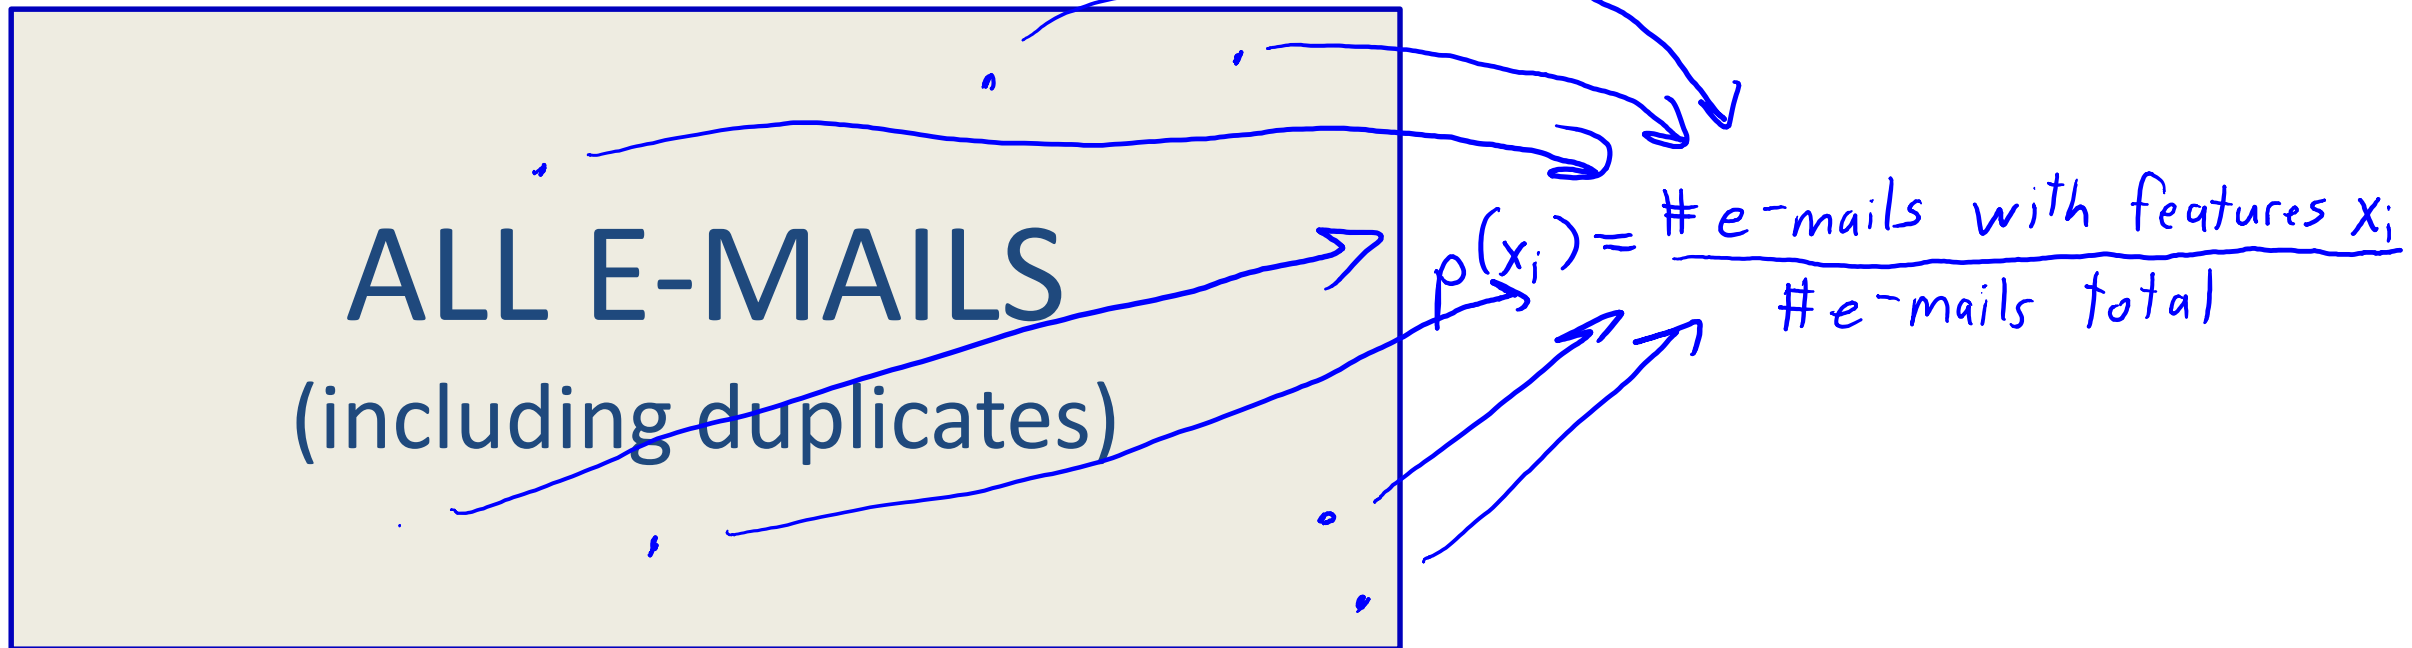 ALL E-MAILS
(including duplicates)
p(xᵢ) = # e-mails with features xᵢ
# e-mails total